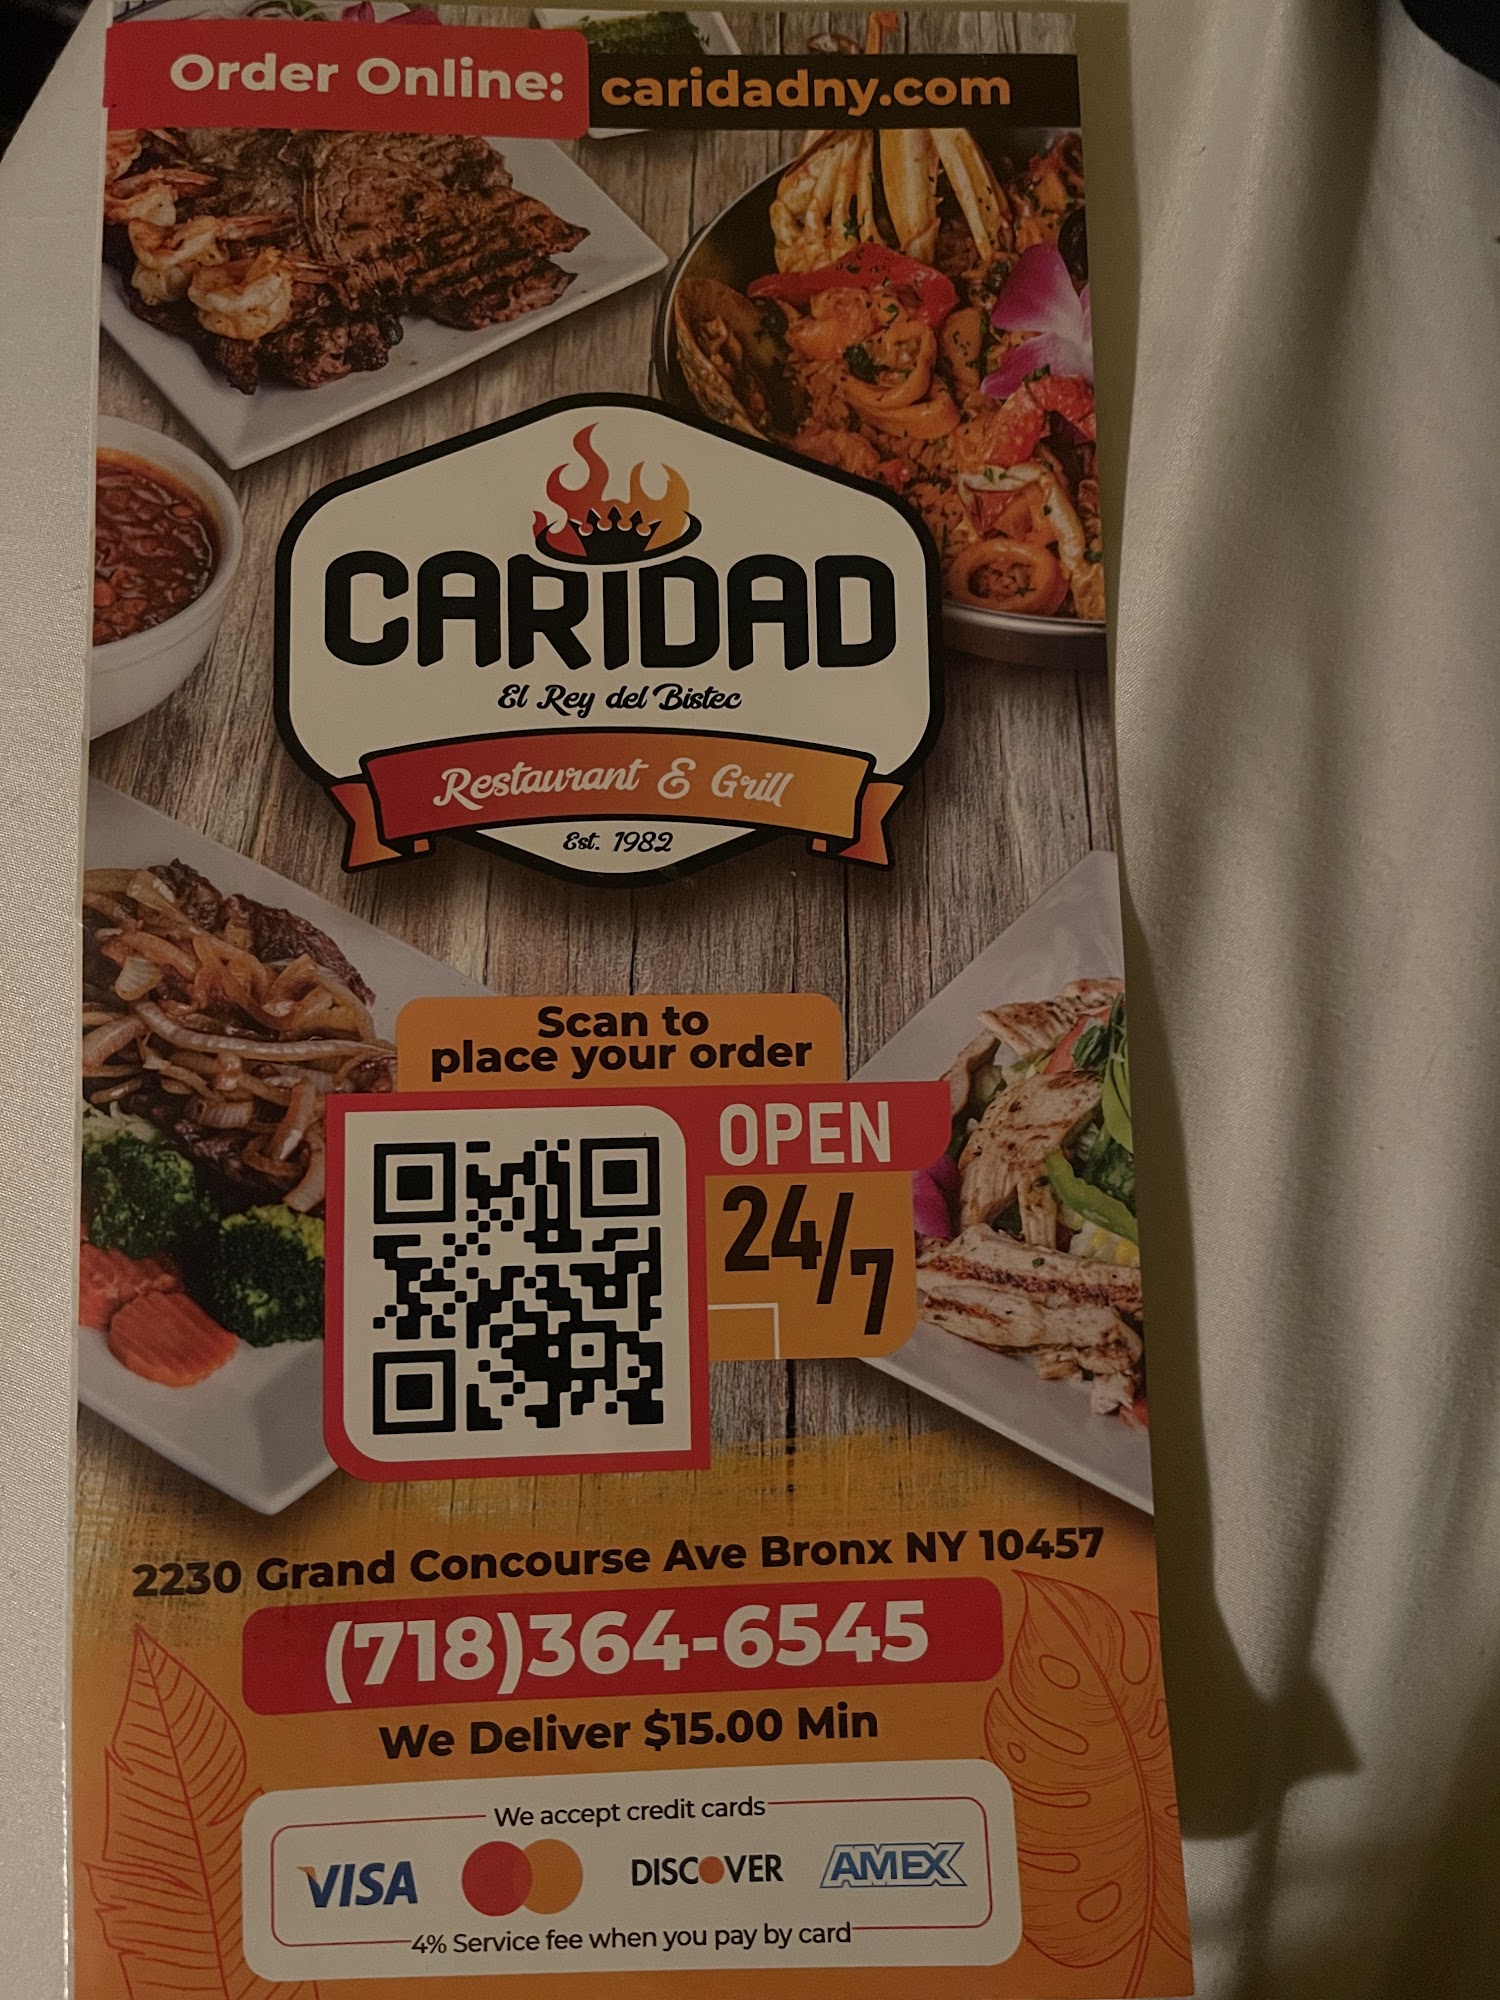 Order Online: caridadny.com
CARIDAD
El Rey del Bistec
Restaurant & Grill
Est. 1982
Scan to
place your order
OPEN
24/7
2230 Grand Concourse Ave Bronx NY 10457
(718)364-6545
We Deliver $15.00 Min
We accept credit cards
VISA DISCOVER AMEX
4% Service fee when you pay by card